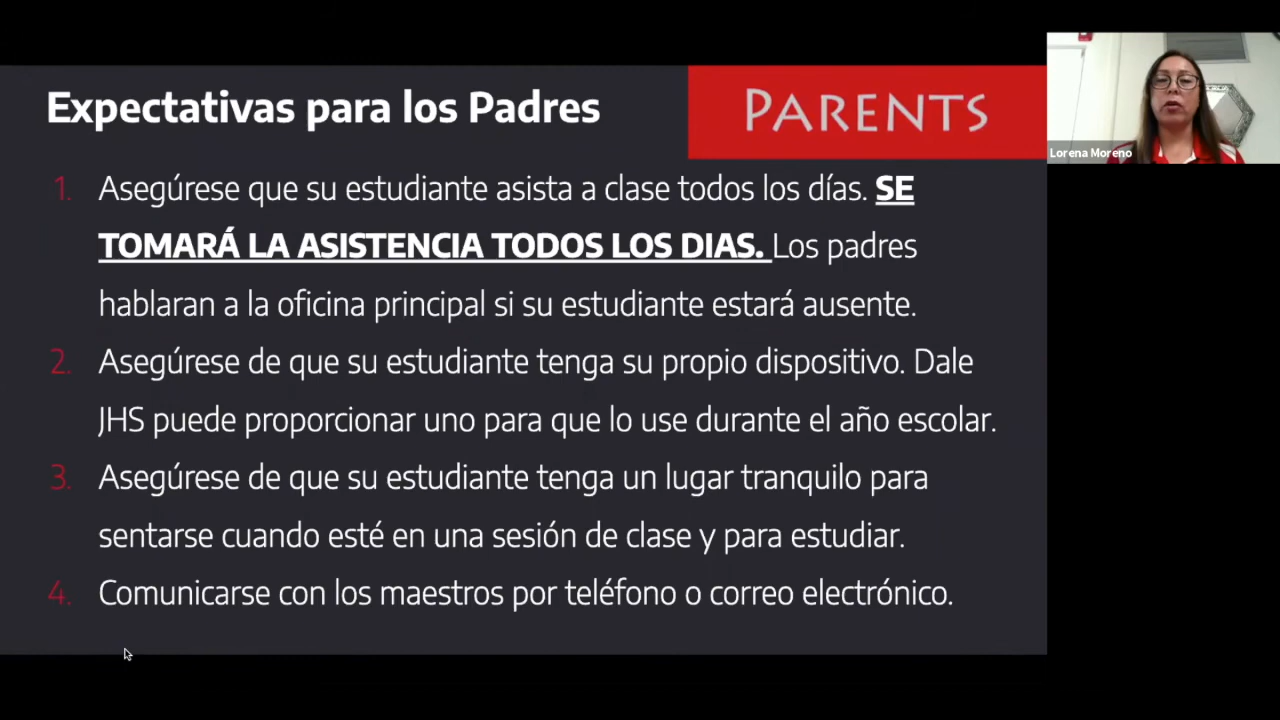 Expectativas para los Padres
PARENTS
Lorena Moreno
1. Asegúrese que su estudiante asista a clase todos los días. SE
TOMARÁ LA ASISTENCIA TODOS LOS DIAS. Los padres
hablaran a la oficina principal si su estudiante estará ausente.
2. Asegúrese de que su estudiante tenga su propio dispositivo. Dale
JHS puede proporcionar uno para que lo use durante el año escolar.
3. Asegúrese de que su estudiante tenga un lugar tranquilo para
sentarse cuando esté en una sesión de clase y para estudiar.
4. Comunicarse con los maestros por teléfono o correo electrónico.